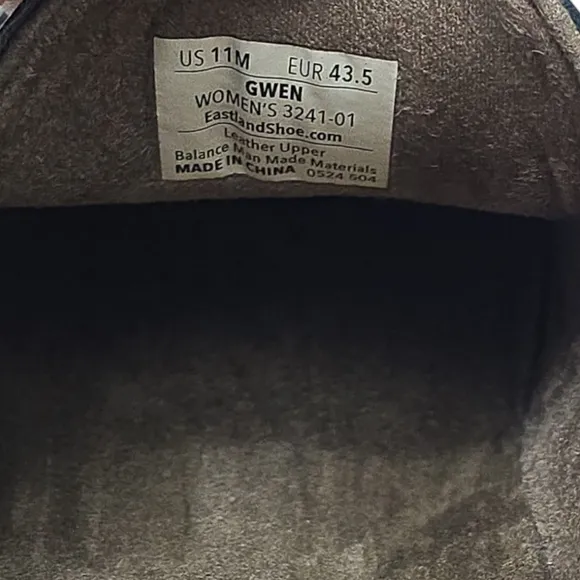 US 11M EUR 43.5
GWEN
WOMEN'S 3241-01
EastlandShoe.com
Leather Upper
Balance Man Made Materials
MADE IN CHINA 0524 504